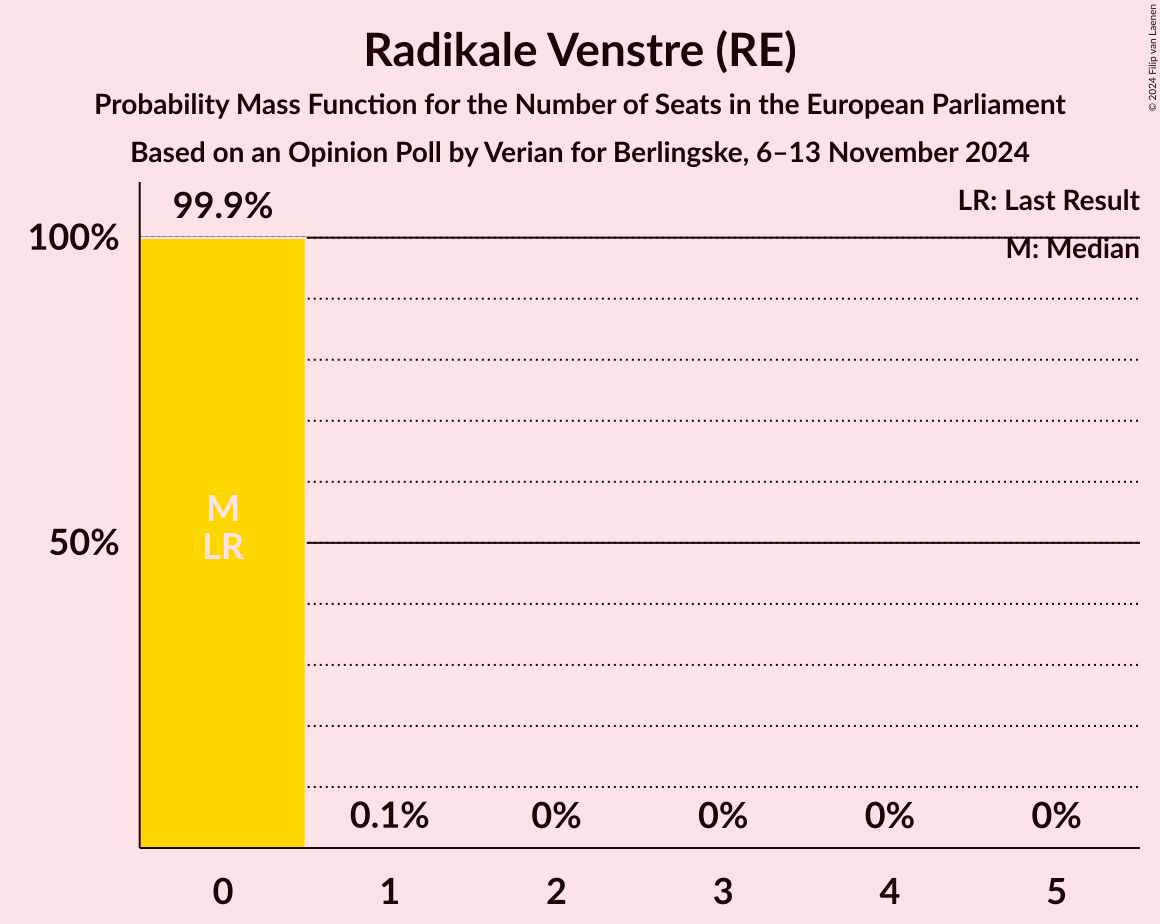 Radikale Venstre (RE)
Probability Mass Function for the Number of Seats in the European Parliament
Based on an Opinion Poll by Verian for Berlingske, 6–13 November 2024
© 2024 Filip van Laenen
LR: Last Result
M: Median
99.9%
100%
50%
M
LR
0.1%
0%
0%
0%
0%
0
1
2
3
4
5